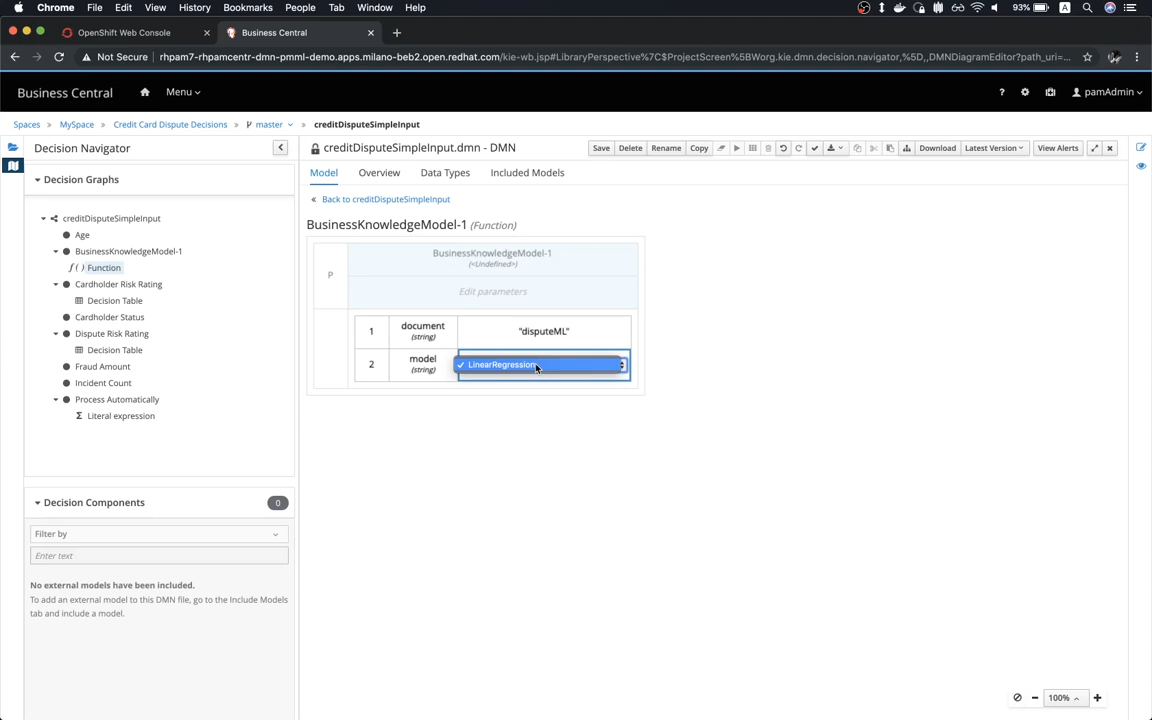 Chrome File Edit View History Bookmarks People Tab Window Help 93% A
OpenShift Web Console Business Central
Not Secure rhpam7-rhpamcentr-dmn-pmml-demo.apps.milano-beb2.open.redhat.com/kie-wb.jsp#LibraryPerspective%7C$ProjectScreen%5BWorg.kie.dmn.decision.navigator,%5D,,DMNDiagramEditor?path_uri=...
Business Central Menu ? pamAdmin
Spaces » MySpace » Credit Card Dispute Decisions » master » creditDisputeSimpleInput
Decision Navigator
creditDisputeSimpleInput.dmn - DMN
Save Delete Rename Copy Download Latest Version View Alerts
Decision Graphs
Model Overview Data Types Included Models
« Back to creditDisputeSimpleInput
creditDisputeSimpleInput
Age
BusinessKnowledgeModel-1
f() Function
Cardholder Risk Rating
Decision Table
Cardholder Status
Dispute Risk Rating
Decision Table
Fraud Amount
Incident Count
Process Automatically
Σ Literal expression
BusinessKnowledgeModel-1 (Function)
P
BusinessKnowledgeModel-1
(<Undefined>)
Edit parameters
1 document (string) "disputeML"
2 model (string) ✓ LinearRegression
Decision Components 0
Filter by
Enter text
No external models have been included.
To add an external model to this DMN file, go to the Include Models
tab and include a model.
100%